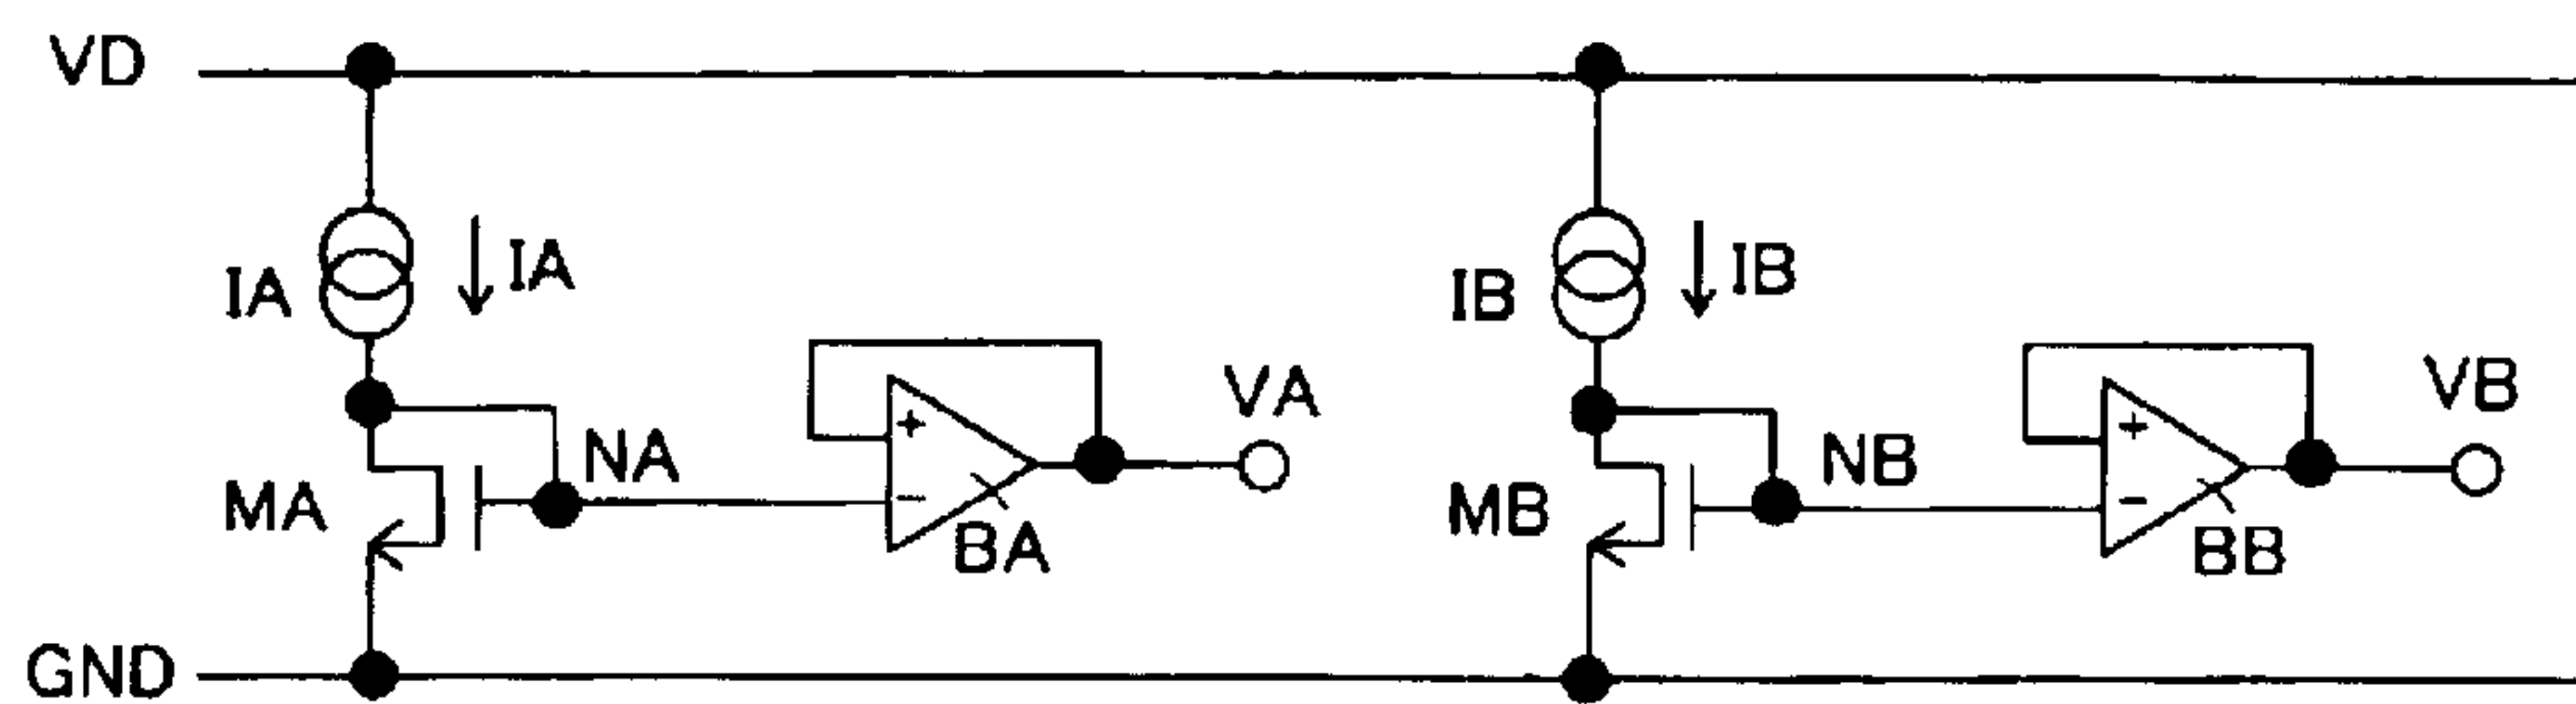 VD
IA
IA
IB
IB
VA
VB
NA
NB
MA
MB
+
−
+
−
BA
BB
GND